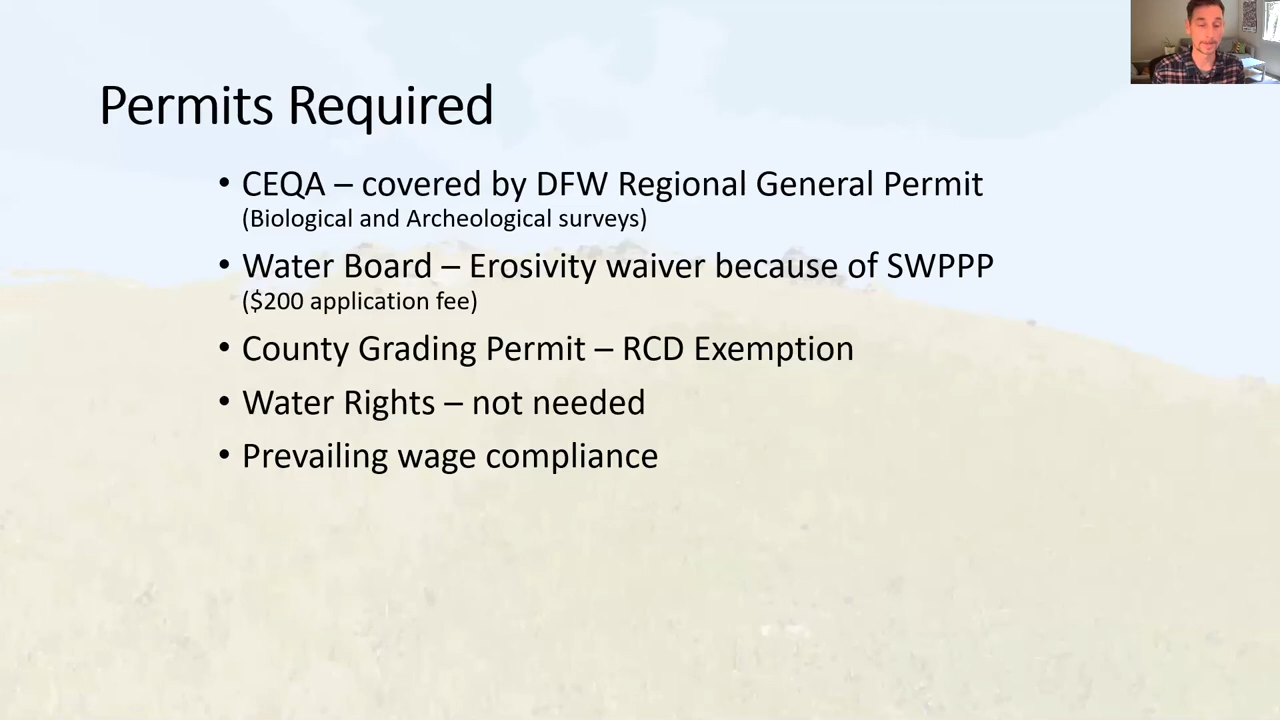 Permits Required
• CEQA – covered by DFW Regional General Permit
(Biological and Archeological surveys)
• Water Board – Erosivity waiver because of SWPPP
($200 application fee)
• County Grading Permit – RCD Exemption
• Water Rights – not needed
• Prevailing wage compliance